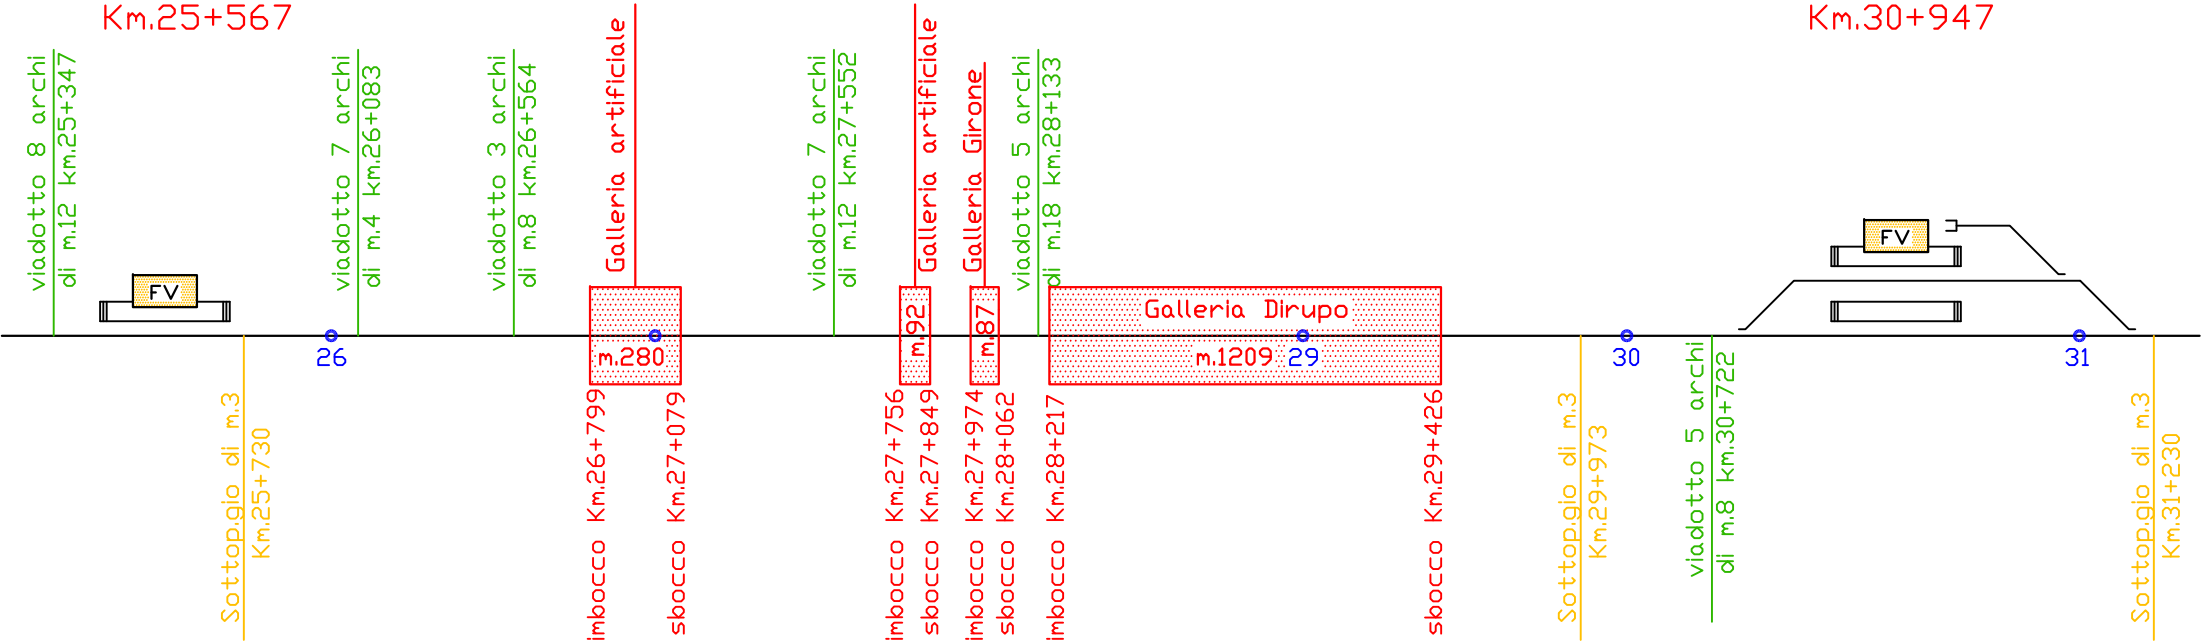 Km.25+567
Km.30+947
viadotto 8 archi
di m.12 km.25+347
viadotto 7 archi
di m.4 km.26+083
viadotto 3 archi
di m.8 km.26+564
Galleria artificiale
viadotto 7 archi
di m.12 km.27+552
Galleria artificiale
Galleria Girone
viadotto 5 archi
di m.18 km.28+133
FV
FV
Galleria Dirupo
m.280
m.92
m.87
m.1209
26
29
30
31
Sottop.gio di m.3
Km.25+730
imbocco Km.26+799
sbocco Km.27+079
imbocco Km.27+756
sbocco Km.27+849
imbocco Km.27+974
sbocco Km.28+062
imbocco Km.28+217
sbocco Km.29+426
Sottop.gio di m.3
Km.29+973
viadotto 5 archi
di m.8 km.30+722
Sottop.gio di m.3
Km.31+230